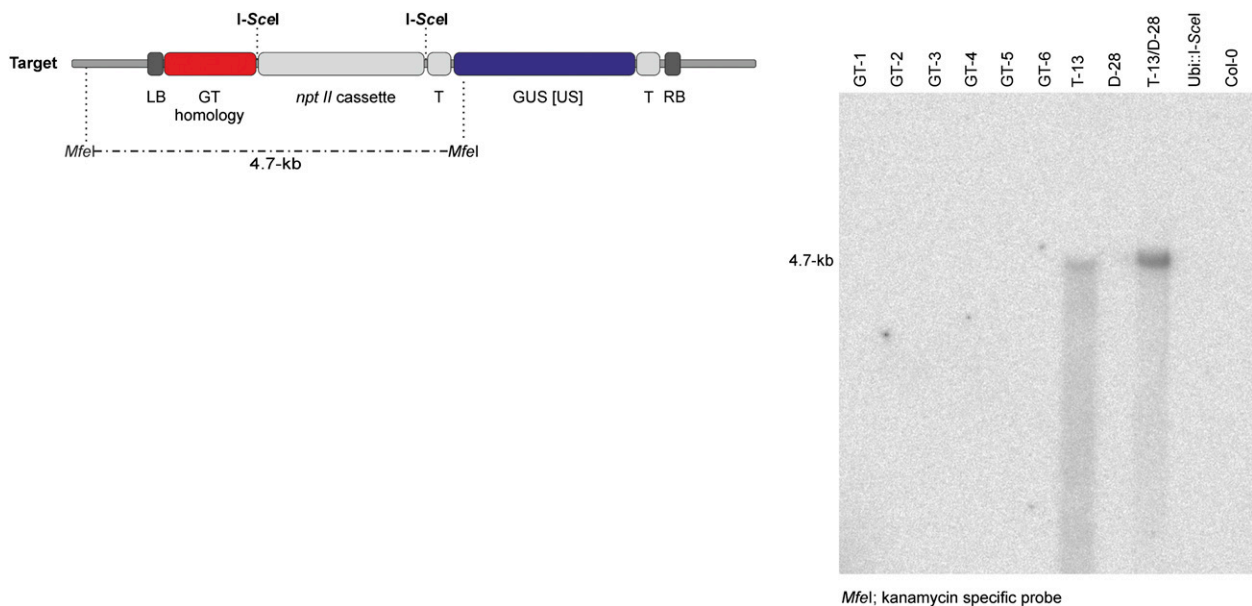 I-SceI I-SceI
Target
LB GT homology npt II cassette T GUS [US] T RB
MfeI MfeI
4.7-kb
GT-1
GT-2
GT-3
GT-4
GT-5
GT-6
T-13
D-28
T-13/D-28
Ubi::I-SceI
Col-0
4.7-kb
MfeI; kanamycin specific probe